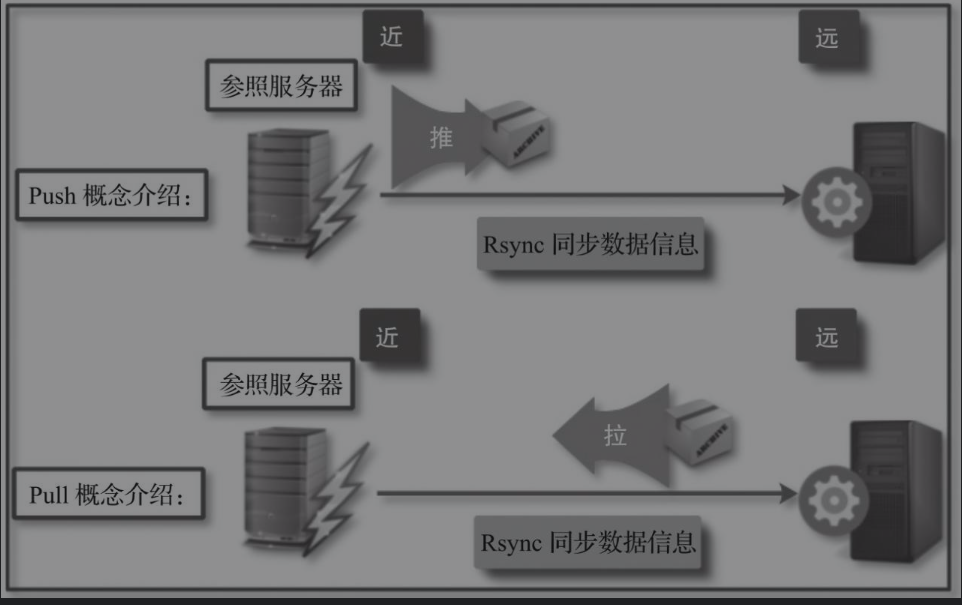 近
远
参照服务器
推
ARCHIVE
Push 概念介绍：
Rsync 同步数据信息
近
远
参照服务器
拉
ARCHIVE
Pull 概念介绍：
Rsync 同步数据信息